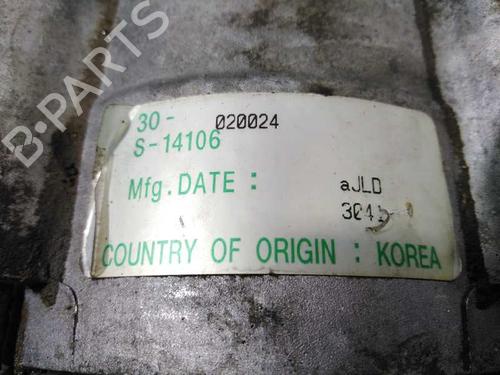 B-PARTS
30- 020024
S-14106
Mfg.DATE : aJLD
COUNTRY OF ORIGIN : KOREA